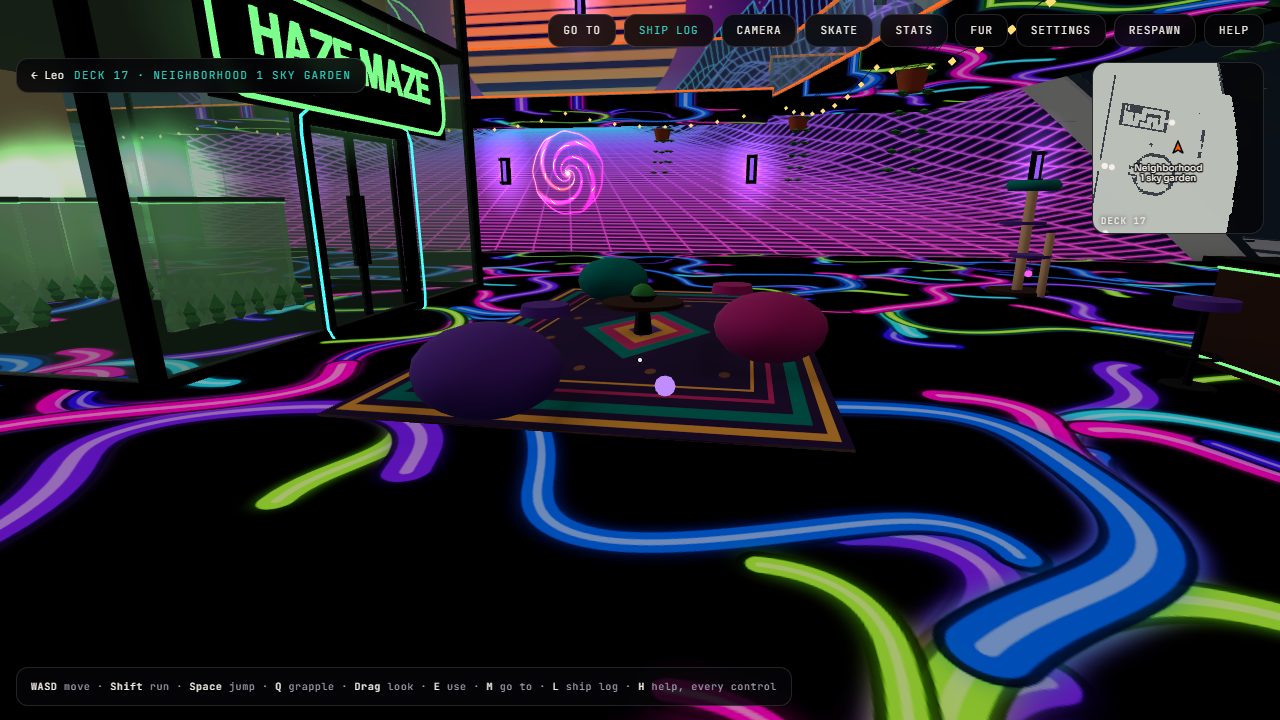 HAZE MAZE
GO TO
SHIP LOG
CAMERA
SKATE
STATS
FUR
SETTINGS
RESPAWN
HELP
← Leo DECK 17 · NEIGHBORHOOD 1 SKY GARDEN
Neighborhood
1 sky garden
DECK 17
WASD move · Shift run · Space jump · Q grapple · Drag look · E use · M go to · L ship log · H help, every control